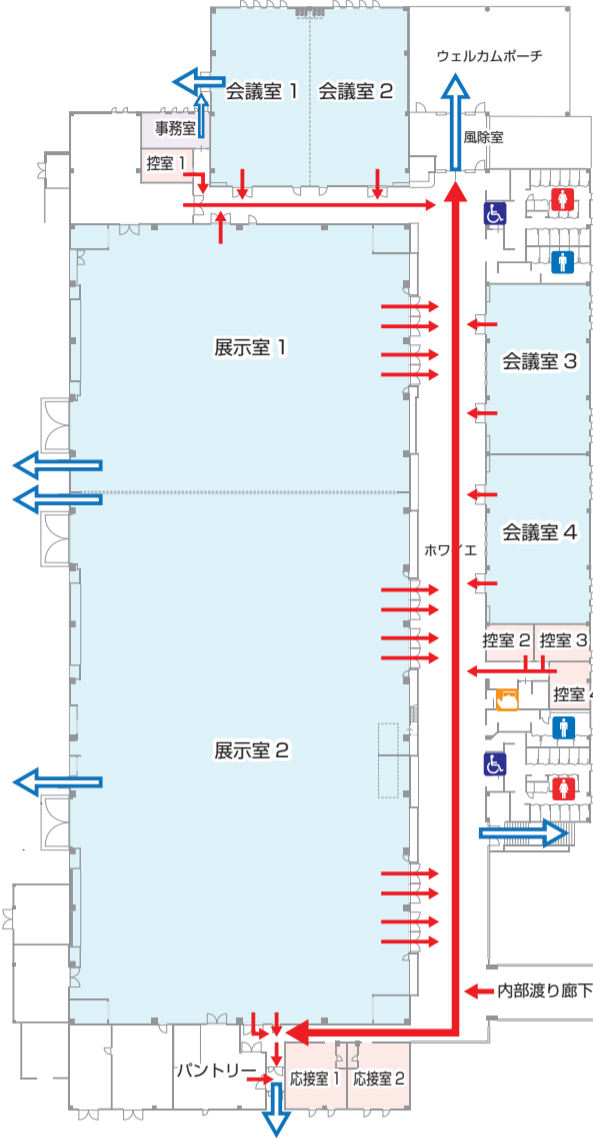 ウェルカムポーチ
会議室 1
会議室 2
事務室
風除室
控室 1
展示室 1
会議室 3
ホワイエ
会議室 4
控室 2
控室 3
控室 4
展示室 2
内部渡り廊下
パントリー
応接室 1
応接室 2